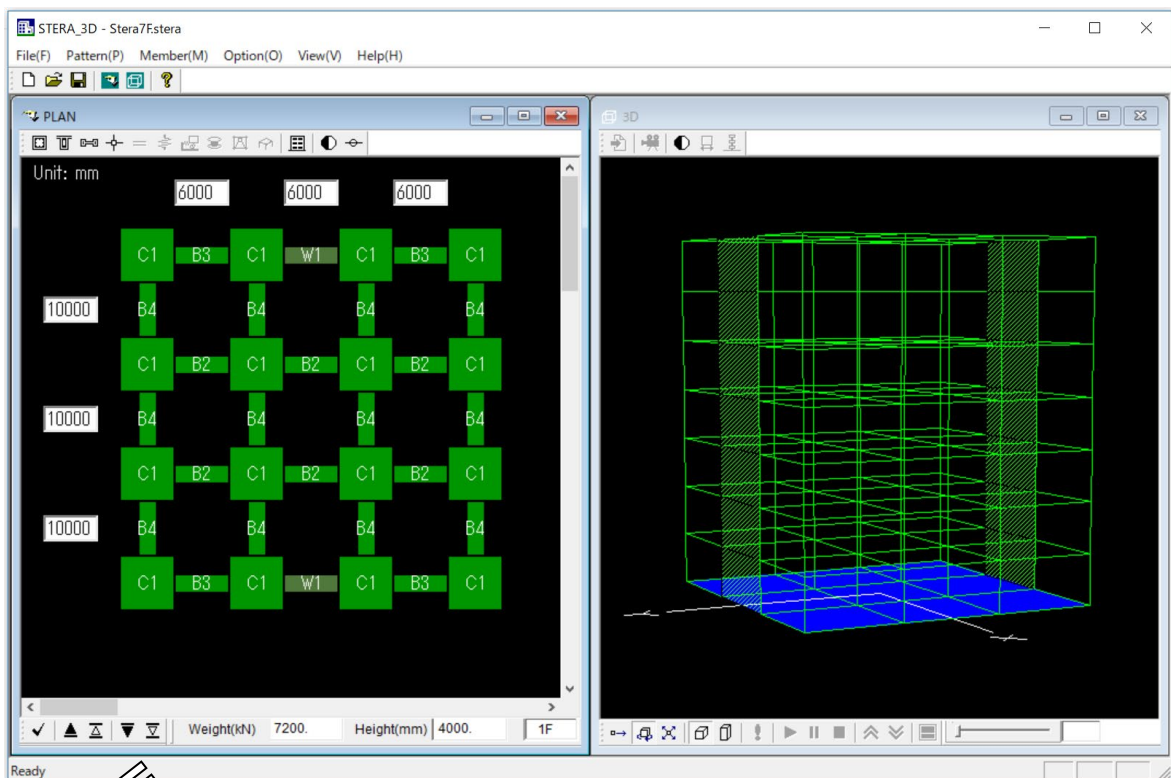 STERA_3D - Stera7F.stera
File(F) Pattern(P) Member(M) Option(O) View(V) Help(H)
PLAN
Unit: mm
6000 6000 6000
C1 B3 C1 W1 C1 B3 C1
10000 B4 B4 B4 B4
C1 B2 C1 B2 C1 B2 C1
10000 B4 B4 B4 B4
C1 B2 C1 B2 C1 B2 C1
10000 B4 B4 B4 B4
C1 B3 C1 W1 C1 B3 C1
Weight(kN) 7200. Height(mm) 4000. 1F
3D
Ready